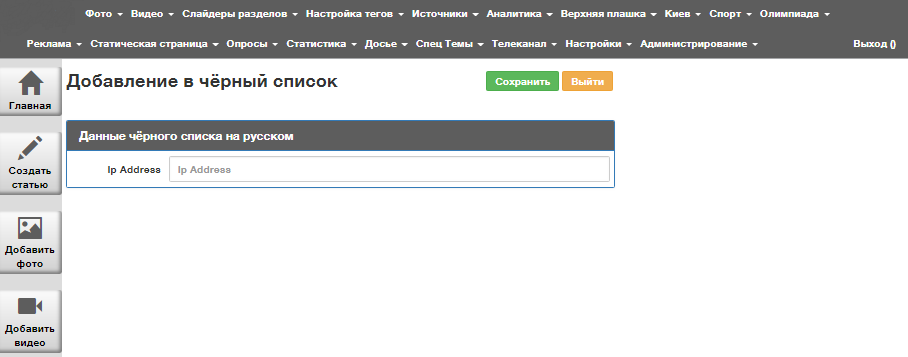 Фото Видео Слайдеры разделов Настройка тегов Источники Аналитика Верхняя плашка Киев Спорт Олимпиада
Реклама Статическая страница Опросы Статистика Досье Спец Темы Телеканал Настройки Администрирование Выход ()
Главная
Создать
статью
Добавить
фото
Добавить
видео
Добавление в чёрный список
Сохранить Выйти
Данные чёрного списка на русском
Ip Address Ip Address